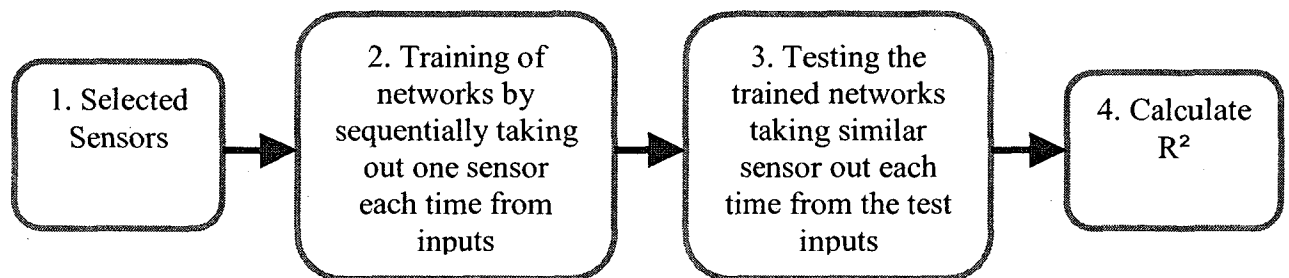 1. Selected
Sensors
2. Training of
networks by
sequentially taking
out one sensor
each time from
inputs
3. Testing the
trained networks
taking similar
sensor out each
time from the test
inputs
4. Calculate
R²